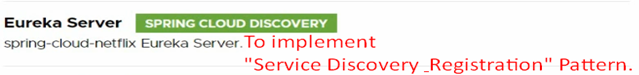 Eureka Server SPRING CLOUD DISCOVERY
spring-cloud-netflix Eureka Server. To implement
"Service Discovery _Registration" Pattern.